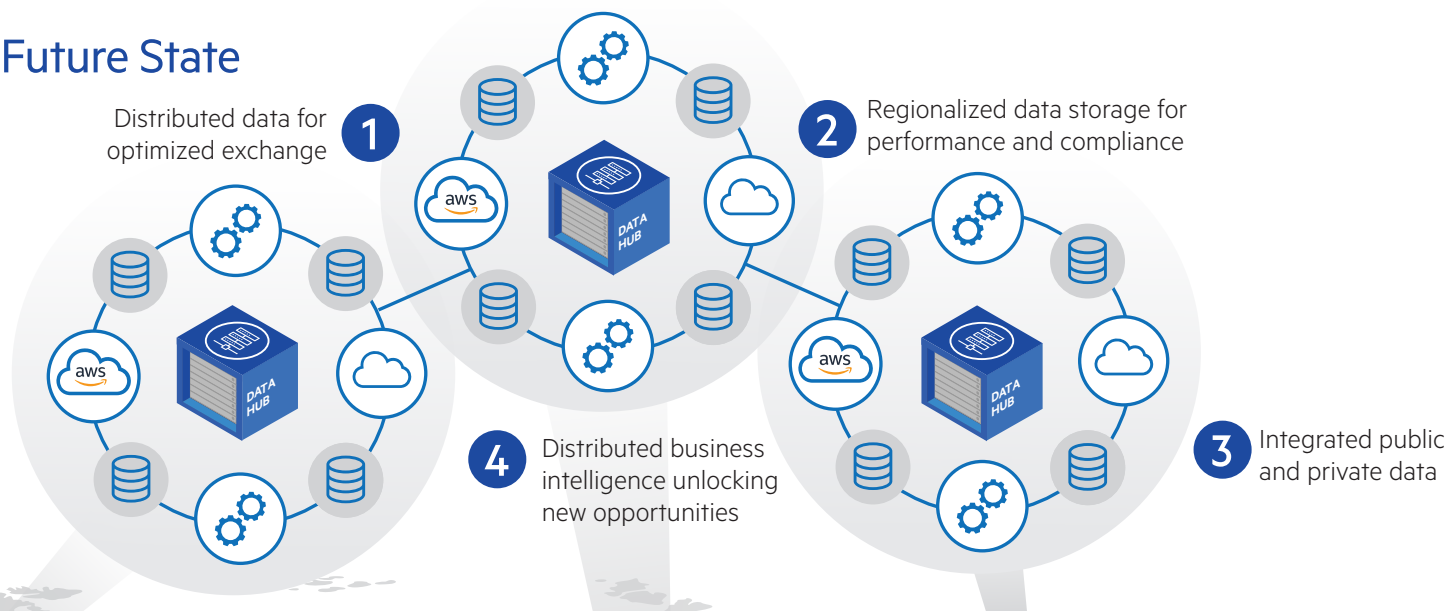 Future State
1
Distributed data for
optimized exchange
2
Regionalized data storage for
performance and compliance
aws
DATA
HUB
aws
DATA
HUB
aws
DATA
HUB
3
Integrated public
and private data
4
Distributed business
intelligence unlocking
new opportunities